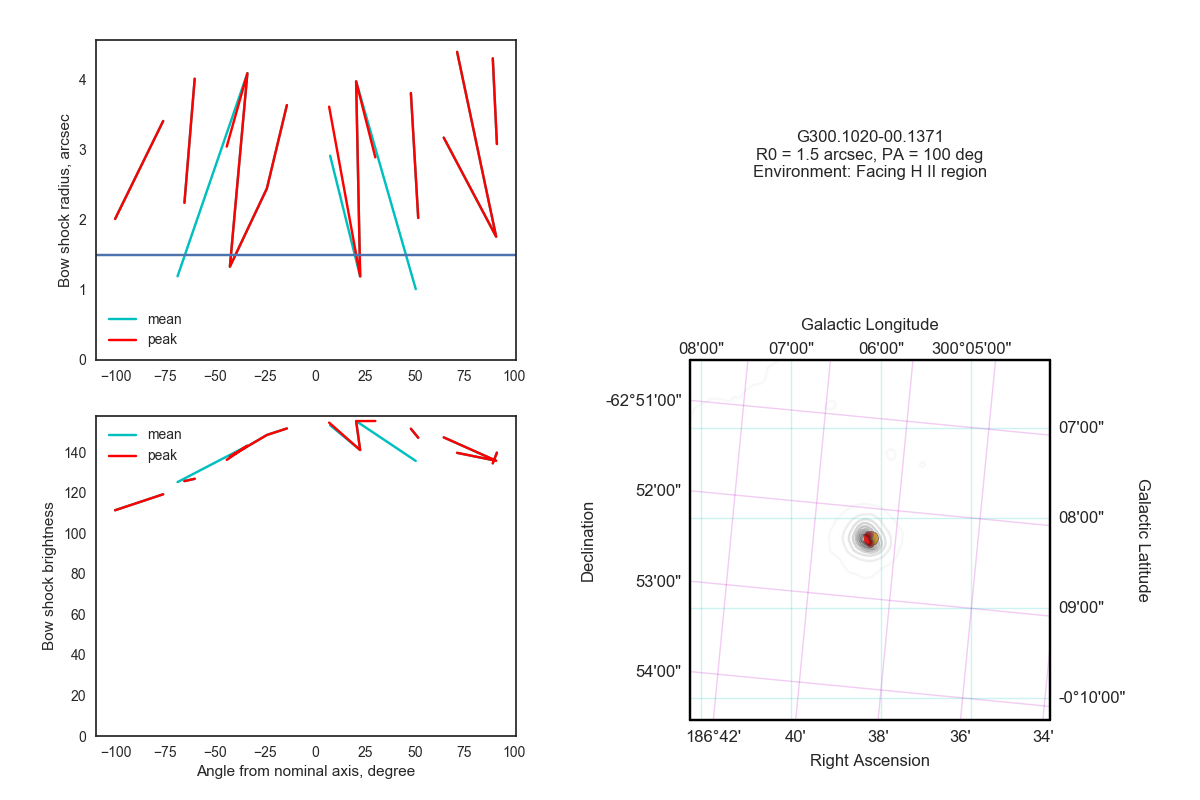 4
3
2
1
0
Bow shock radius, arcsec
mean
peak
−100
−75
−50
−25
0
25
50
75
100
140
120
100
80
60
40
20
0
Bow shock brightness
mean
peak
−100
−75
−50
−25
0
25
50
75
100
Angle from nominal axis, degree
G300.1020-00.1371
R0 = 1.5 arcsec, PA = 100 deg
Environment: Facing H II region
Galactic Longitude
08'00" 07'00" 06'00" 300°05'00"
-62°51'00"
52'00"
53'00"
54'00"
Declination
07'00"
08'00"
09'00"
-0°10'00"
Galactic Latitude
186°42' 40' 38' 36' 34'
Right Ascension